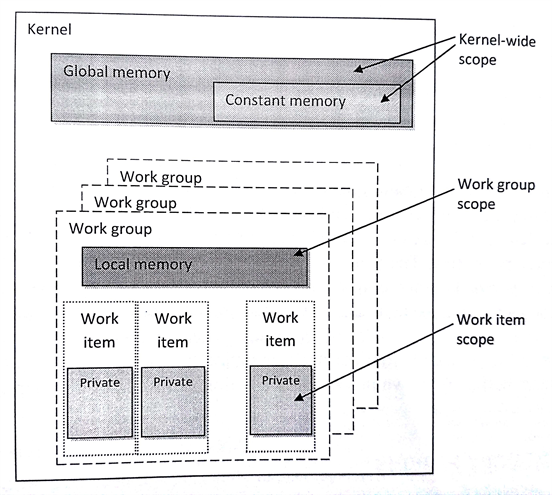 Kernel
Kernel-wide
scope
Global memory
Constant memory
Work group
Work group
Work group
Work group
scope
Local memory
Work
item
Work
item
Work
item
Work item
scope
Private
Private
Private